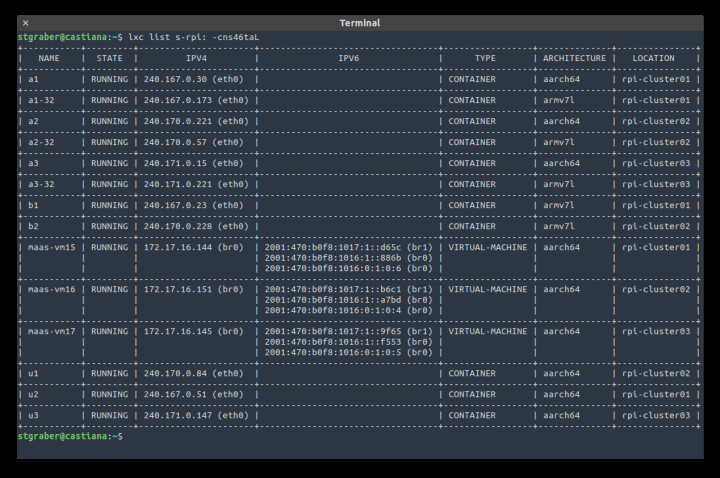 Terminal
stgraber@castiana:~$ lxc list s-rpi: -cns46taL
| NAME | STATE | IPV4 | IPV6 | TYPE | ARCHITECTURE | LOCATION |
| a1 | RUNNING | 240.167.0.30 (eth0) | | CONTAINER | aarch64 | rpi-cluster01 |
| a1-32 | RUNNING | 240.167.0.173 (eth0) | | CONTAINER | armv7l | rpi-cluster01 |
| a2 | RUNNING | 240.170.0.221 (eth0) | | CONTAINER | aarch64 | rpi-cluster02 |
| a2-32 | RUNNING | 240.170.0.57 (eth0) | | CONTAINER | armv7l | rpi-cluster02 |
| a3 | RUNNING | 240.171.0.15 (eth0) | | CONTAINER | aarch64 | rpi-cluster03 |
| a3-32 | RUNNING | 240.171.0.221 (eth0) | | CONTAINER | armv7l | rpi-cluster03 |
| b1 | RUNNING | 240.167.0.23 (eth0) | | CONTAINER | armv7l | rpi-cluster01 |
| b2 | RUNNING | 240.170.0.228 (eth0) | | CONTAINER | armv7l | rpi-cluster02 |
| maas-vm15 | RUNNING | 172.17.16.144 (br0) | 2001:470:b0f8:1017:1::d65c (br1) | VIRTUAL-MACHINE | aarch64 | rpi-cluster01 |
| | | | 2001:470:b0f8:1016:1::886b (br0) | | | |
| | | | 2001:470:b0f8:1016:0:1:0:6 (br0) | | | |
| maas-vm16 | RUNNING | 172.17.16.151 (br0) | 2001:470:b0f8:1017:1::b6c1 (br1) | VIRTUAL-MACHINE | aarch64 | rpi-cluster02 |
| | | | 2001:470:b0f8:1016:1::a7bd (br0) | | | |
| | | | 2001:470:b0f8:1016:0:1:0:4 (br0) | | | |
| maas-vm17 | RUNNING | 172.17.16.145 (br0) | 2001:470:b0f8:1017:1::9f65 (br1) | VIRTUAL-MACHINE | aarch64 | rpi-cluster03 |
| | | | 2001:470:b0f8:1016:1::f553 (br0) | | | |
| | | | 2001:470:b0f8:1016:0:1:0:5 (br0) | | | |
| u1 | RUNNING | 240.170.0.84 (eth0) | | CONTAINER | aarch64 | rpi-cluster02 |
| u2 | RUNNING | 240.167.0.51 (eth0) | | CONTAINER | aarch64 | rpi-cluster01 |
| u3 | RUNNING | 240.171.0.147 (eth0) | | CONTAINER | aarch64 | rpi-cluster03 |
stgraber@castiana:~$